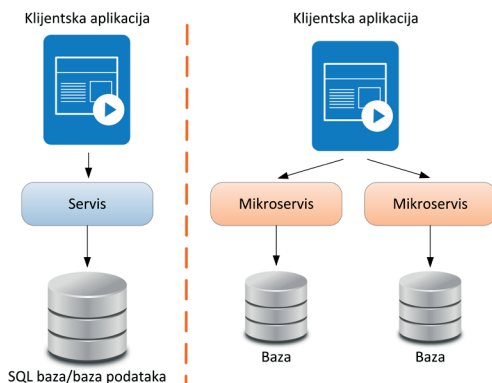 Klijentska aplikacija
Servis
SQL baza/baza podataka
Klijentska aplikacija
Mikroservis
Mikroservis
Baza
Baza